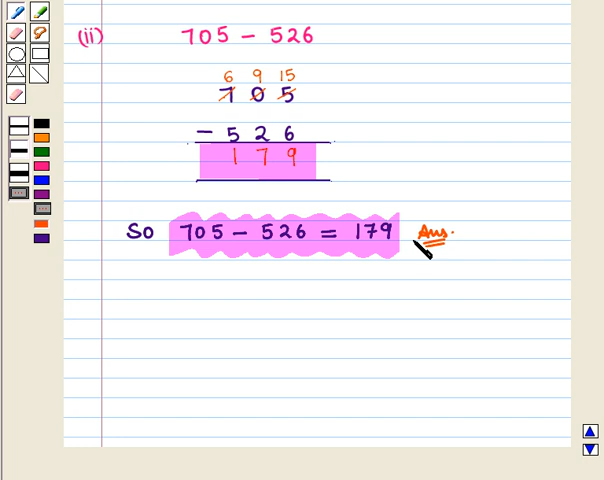 (ii) 705 - 526
6 9 15
7 0 5
- 5 2 6
1 7 9
So 705 - 526 = 179 Ans.